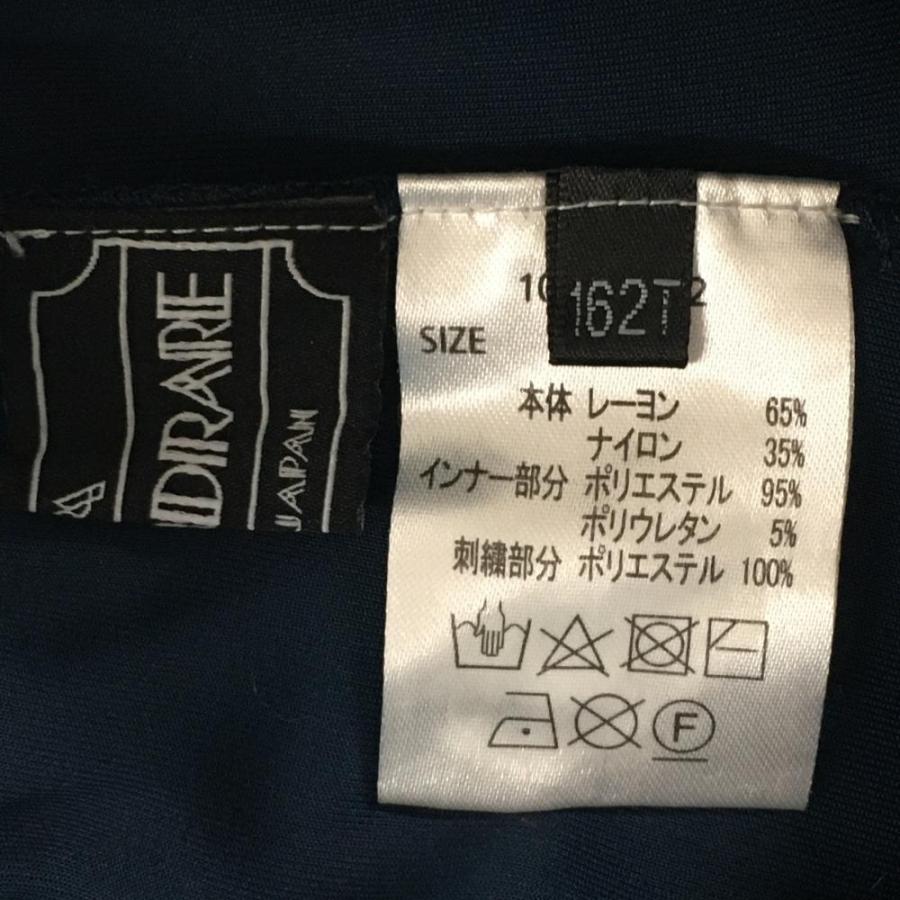 NDRARE
JAPAN
162T
SIZE
本体 レーヨン 65%
ナイロン 35%
インナー部分 ポリエステル 95%
ポリウレタン 5%
刺繍部分 ポリエステル 100%
F